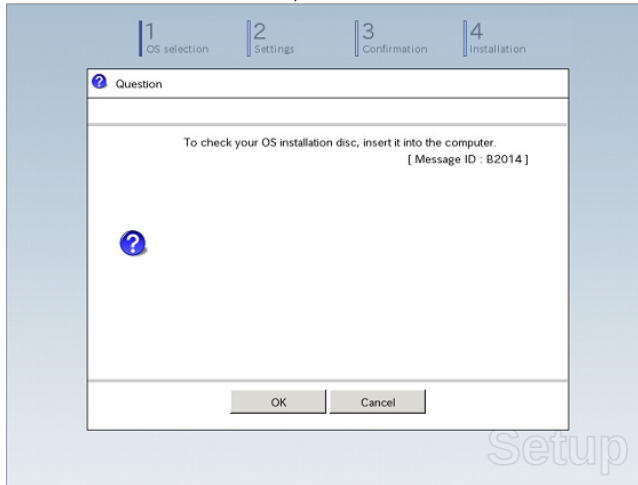 1
OS selection
2
Settings
3
Confirmation
4
Installation
Question
To check your OS installation disc, insert it into the computer.
[ Message ID : B2014 ]
OK
Cancel
Setup